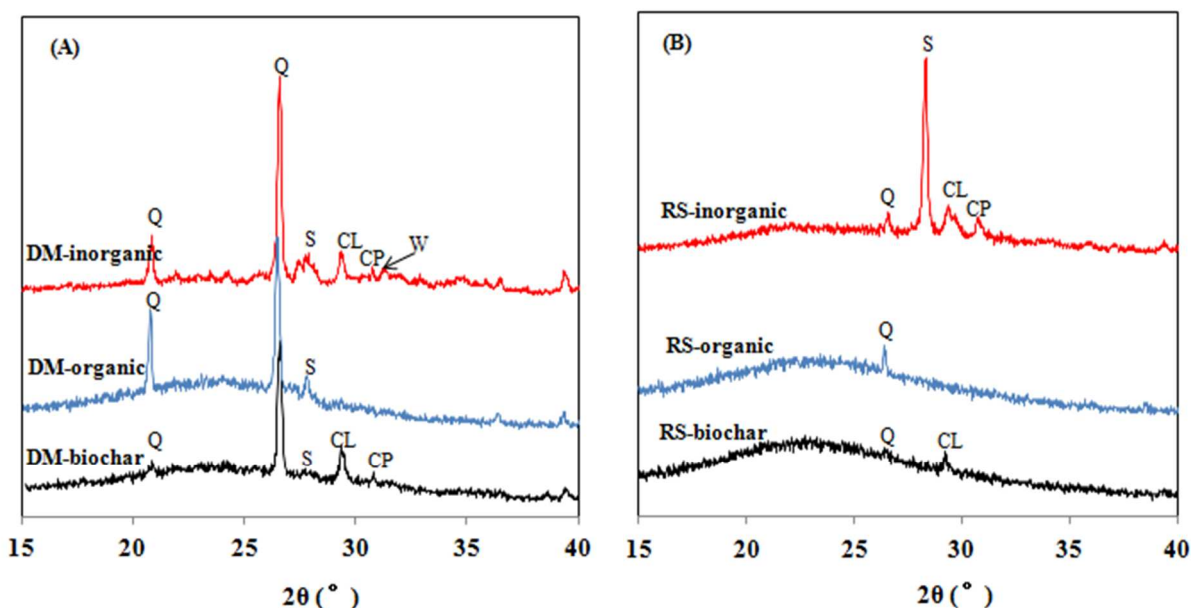 (A)
Q
Q
S
CL
CP
W
DM-inorganic
Q
DM-organic
S
DM-biochar
Q
S
CL
CP
15 20 25 30 35 40
2θ ( ° )
(B)
S
Q
CL
CP
RS-inorganic
Q
RS-organic
RS-biochar
Q
CL
15 20 25 30 35 40
2θ ( ° )